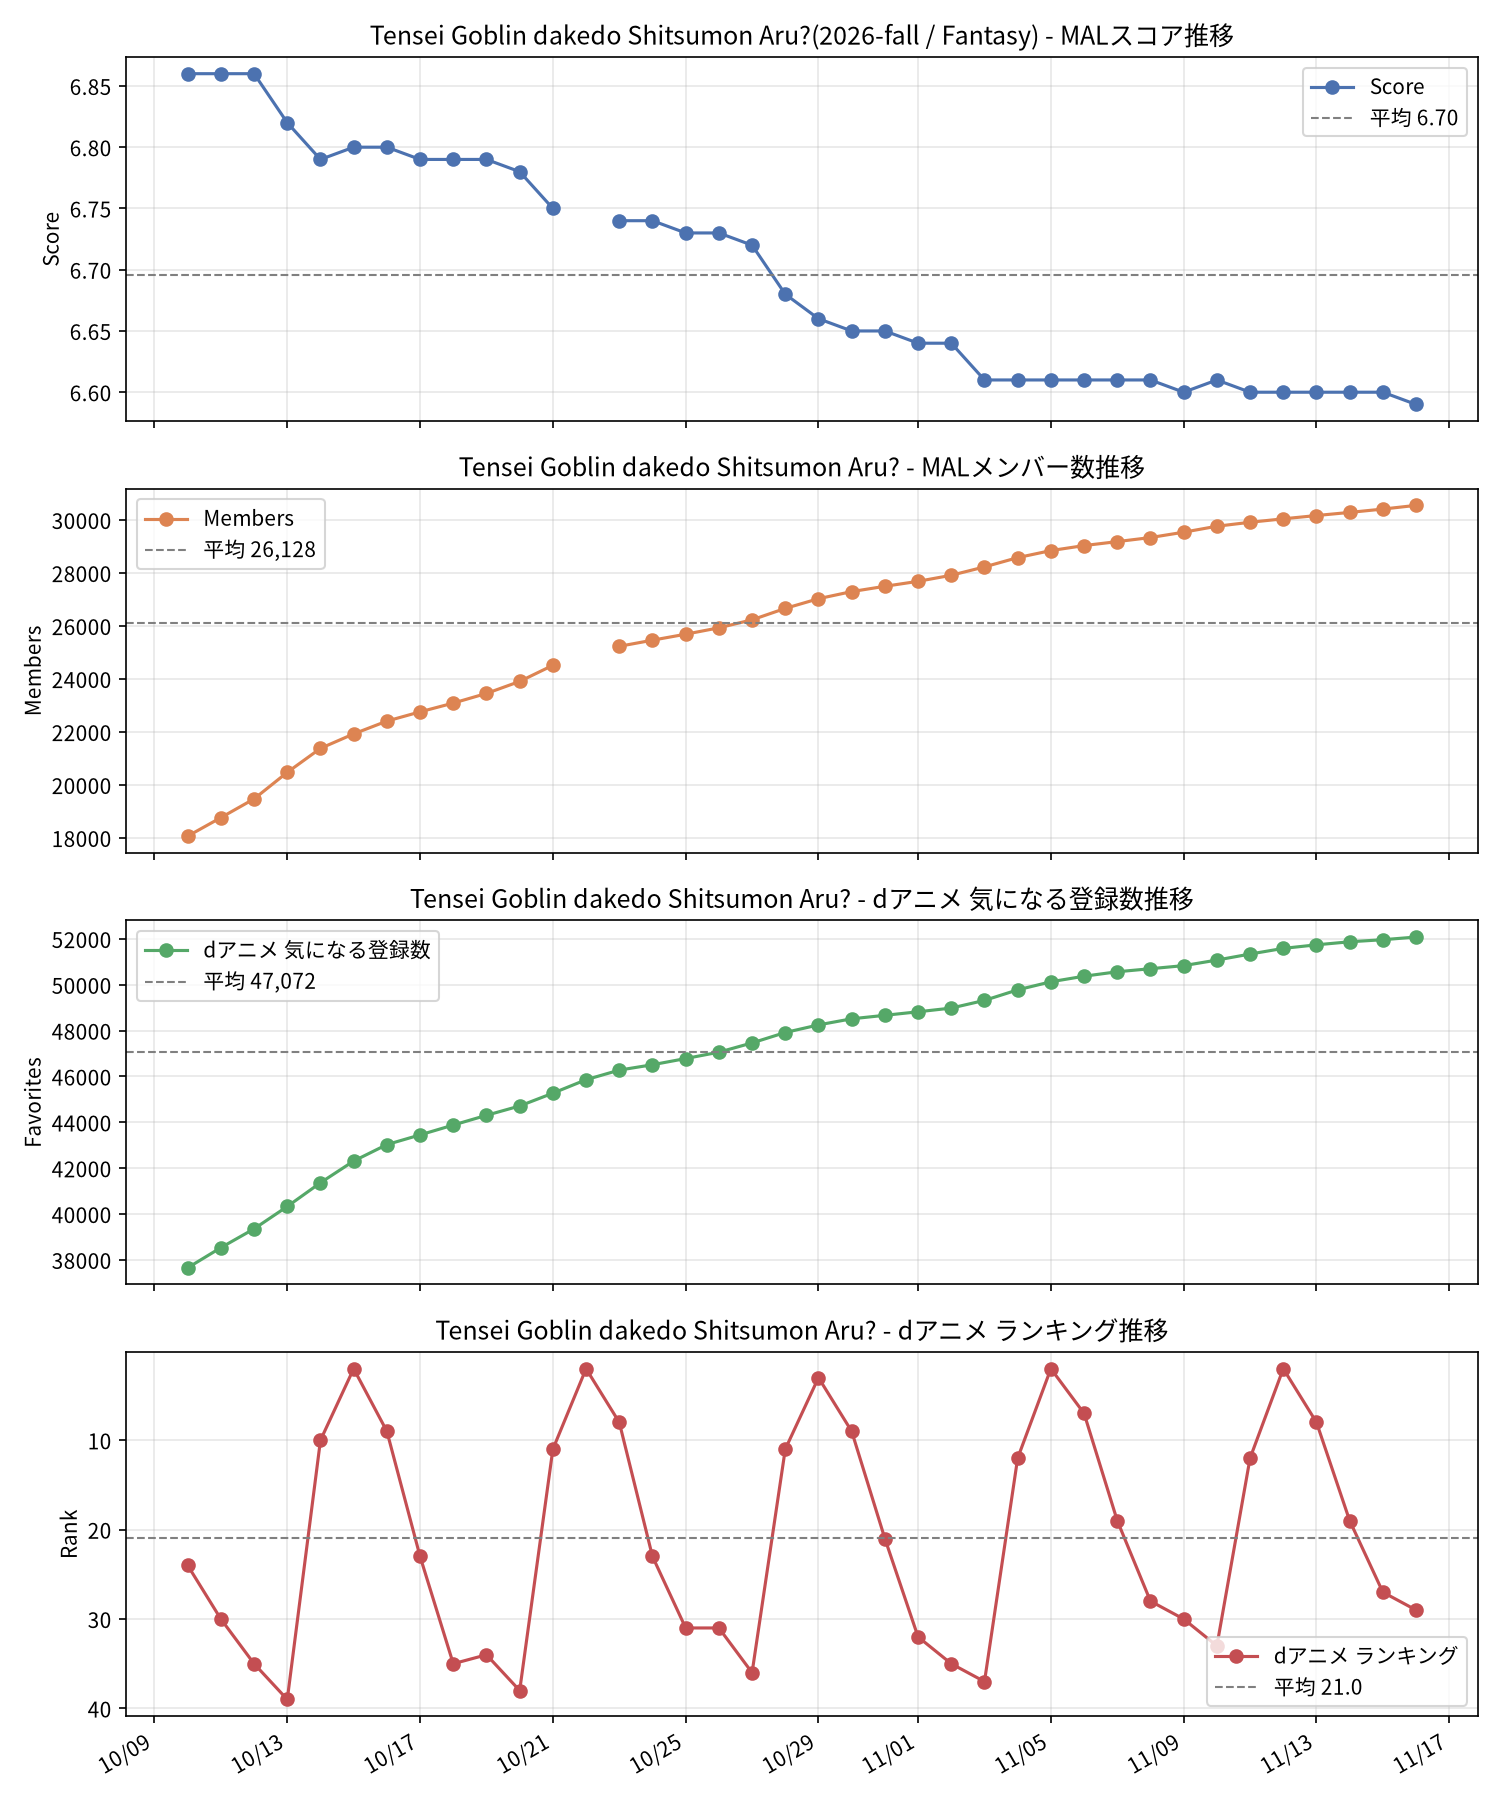 Tensei Goblin dakedo Shitsumon Aru?(2026-fall / Fantasy) - MALスコア推移
Score
6.85
6.80
6.75
6.70
6.65
6.60
Score
平均 6.70
Tensei Goblin dakedo Shitsumon Aru? - MALメンバー数推移
Members
30000
28000
26000
24000
22000
20000
18000
Members
平均 26,128
Tensei Goblin dakedo Shitsumon Aru? - dアニメ 気になる登録数推移
Favorites
52000
50000
48000
46000
44000
42000
40000
38000
dアニメ 気になる登録数
平均 47,072
Tensei Goblin dakedo Shitsumon Aru? - dアニメ ランキング推移
Rank
10
20
30
40
dアニメ ランキング
平均 21.0
10/09
10/13
10/17
10/21
10/25
10/29
11/01
11/05
11/09
11/13
11/17